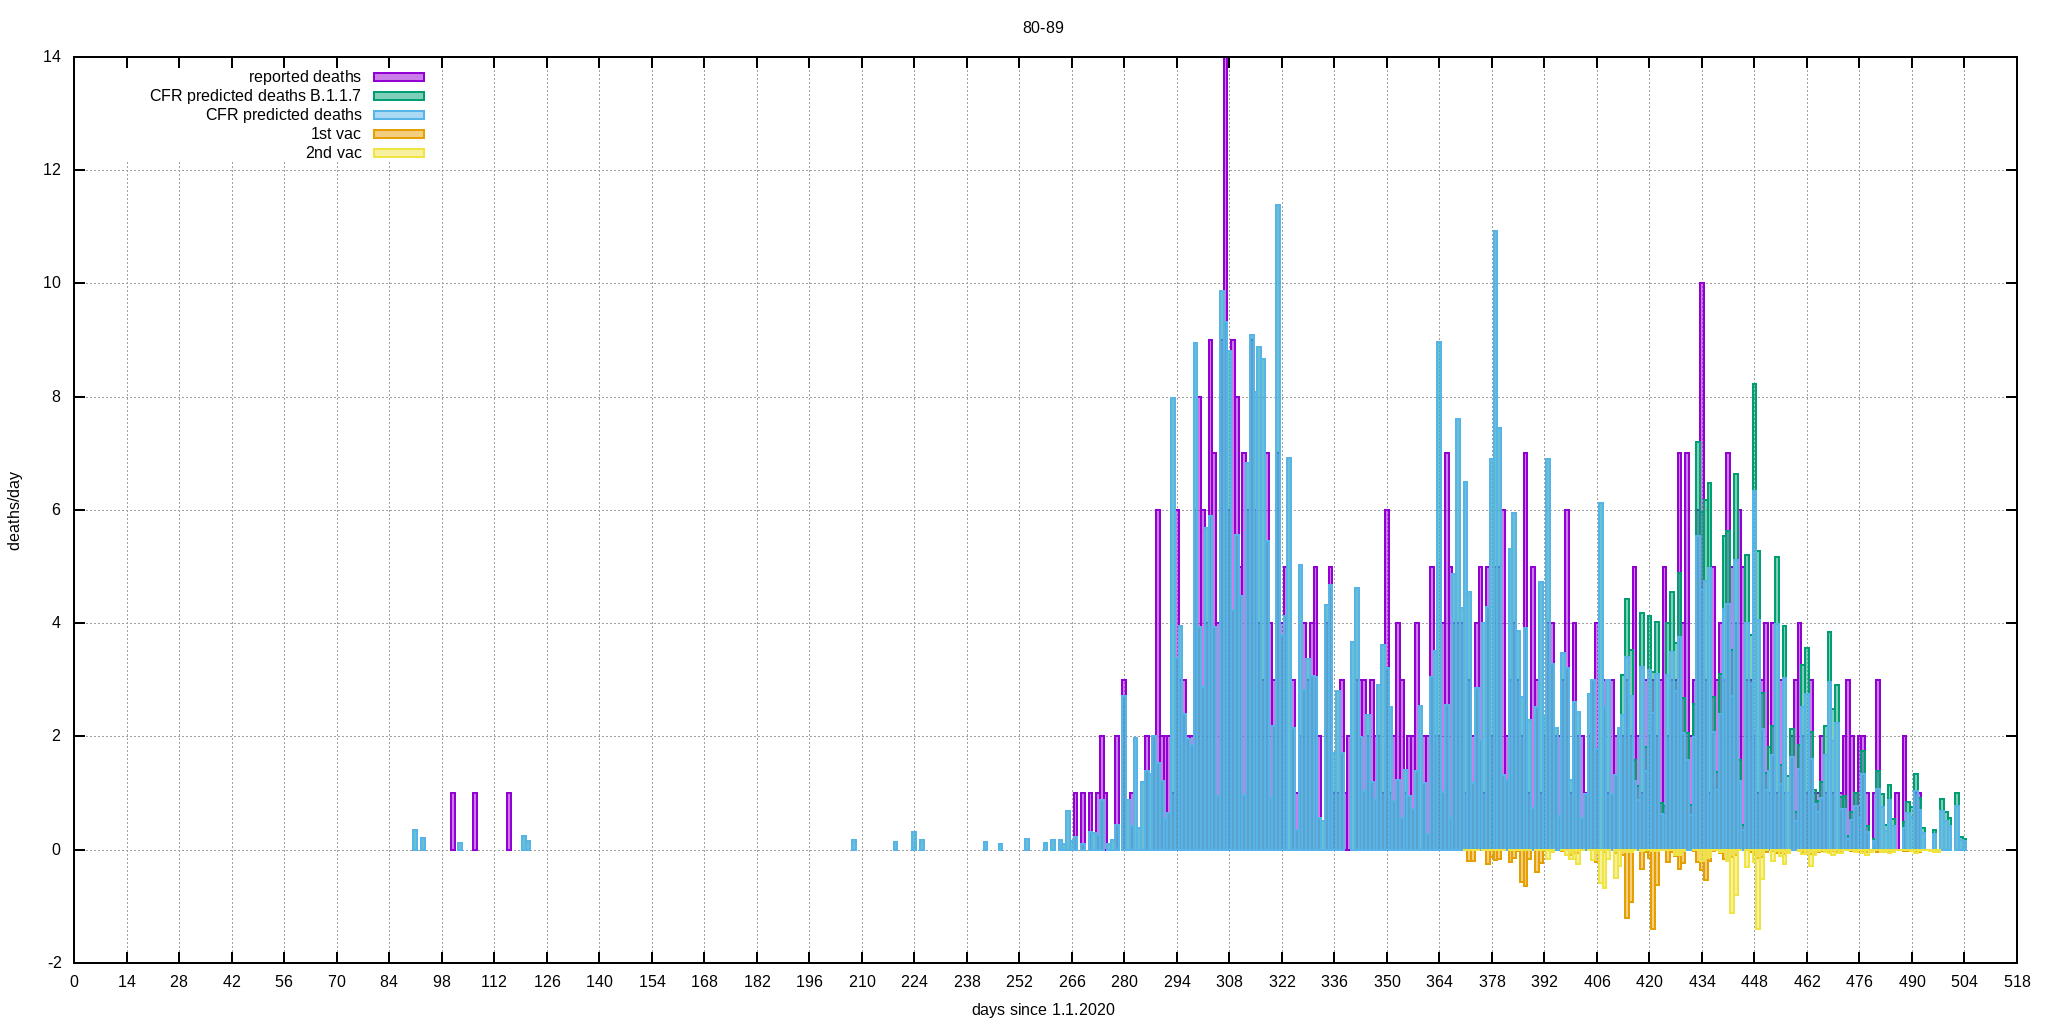 80-89
14
12
10
8
6
4
2
0
-2
deaths/day
reported deaths
CFR predicted deaths B.1.1.7
CFR predicted deaths
1st vac
2nd vac
0 14 28 42 56 70 84 98 112 126 140 154 168 182 196 210 224 238 252 266 280 294 308 322 336 350 364 378 392 406 420 434 448 462 476 490 504 518
days since 1.1.2020